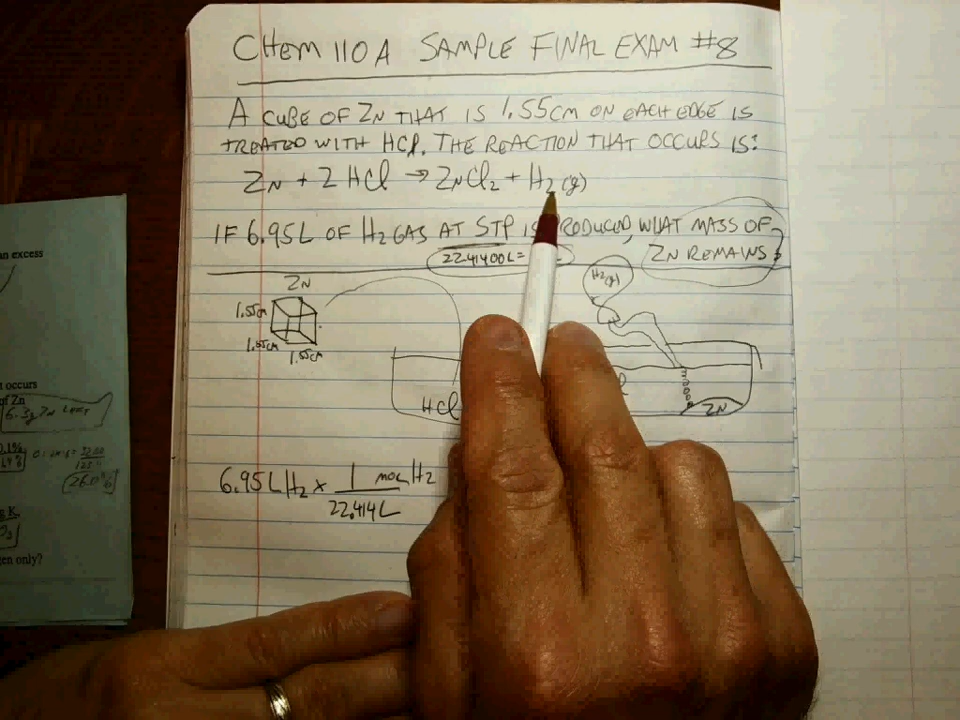 CHEM 110A SAMPLE FINAL EXAM #8
A CUBE OF ZN THAT IS 1.55CM ON EACH EDGE IS
TREATED WITH HCl. THE REACTION THAT OCCURS IS:
ZN + 2 HCl → ZNCl₂ + H₂(g)
IF 6.95L OF H₂ GAS AT STP IS PRODUCED, WHAT MASS OF
ZN REMAINS?
22.41400L=
ZN
1.55CM
1.55CM
1.55CM
H₂(g)
HCl
ZN
6.95L H₂ x 1 MOL H₂
22.414L
an excess
occurs
of Zn
6.3g ZN LEFT
gen only?